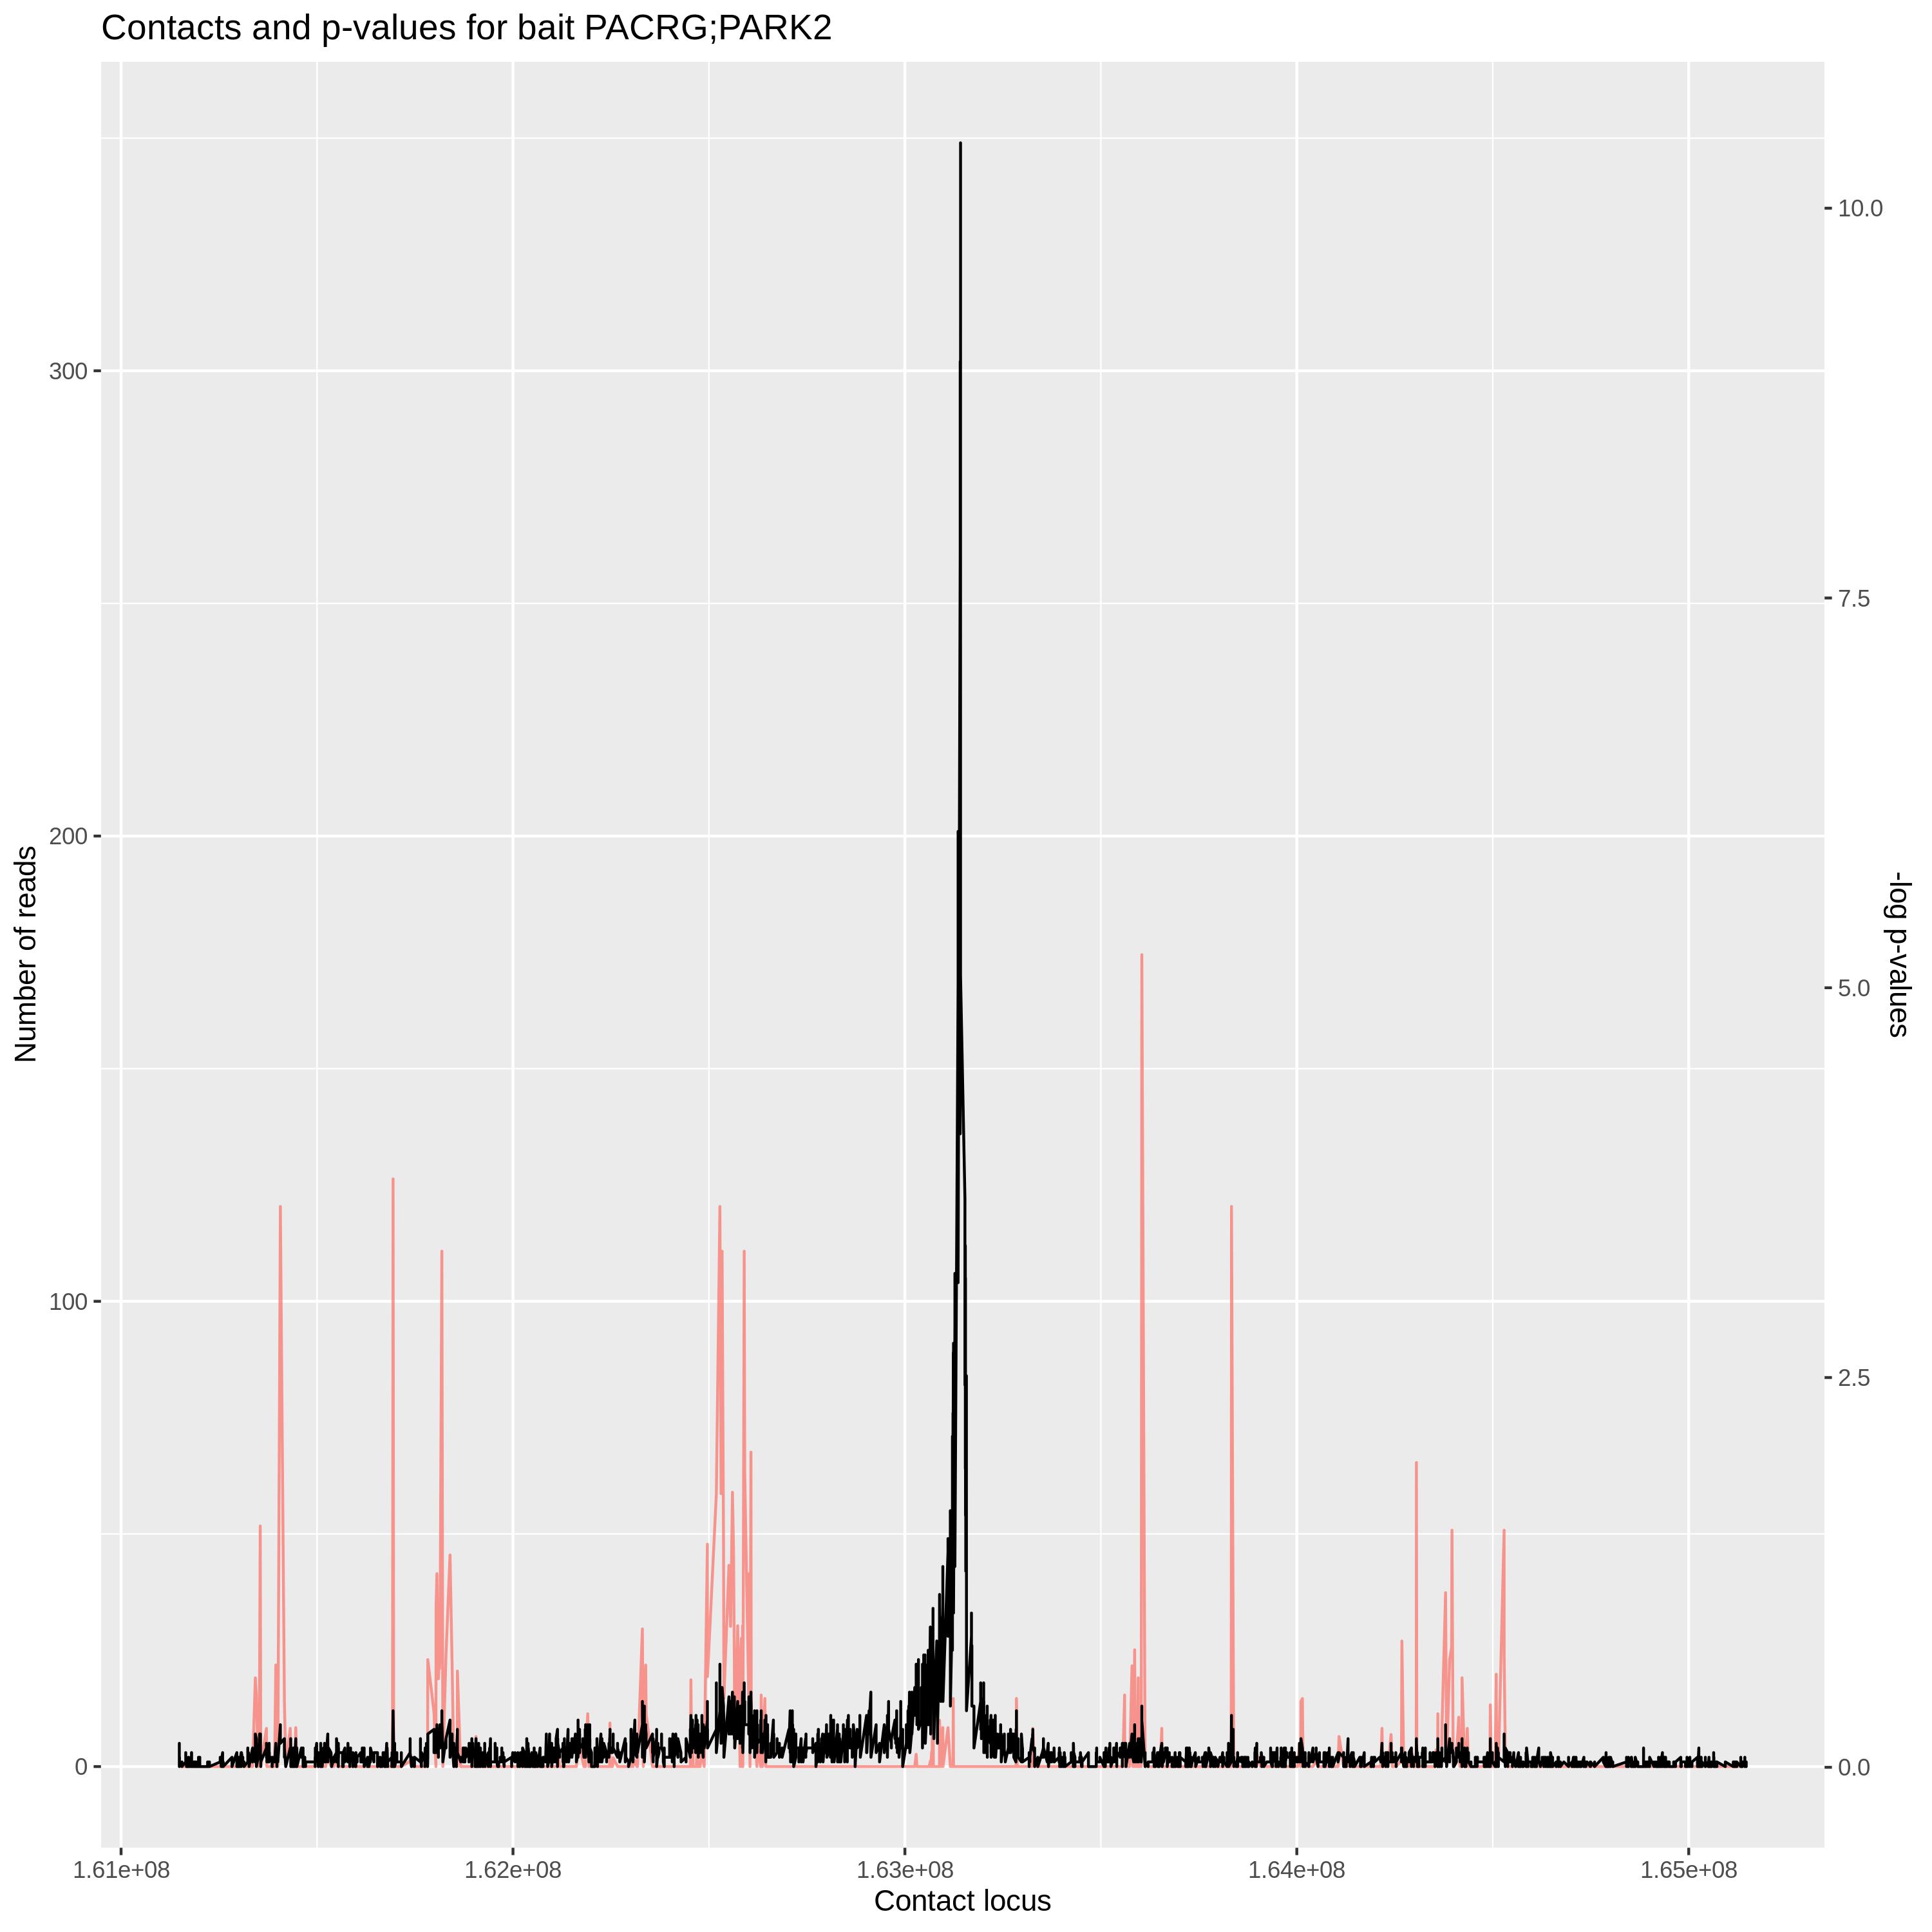 Contacts and p-values for bait PACRG;PARK2
10.0
300
7.5
200
Number of reads
-log p-values
5.0
100
2.5
0
0.0
1.61e+08 1.62e+08 1.63e+08 1.64e+08 1.65e+08
Contact locus